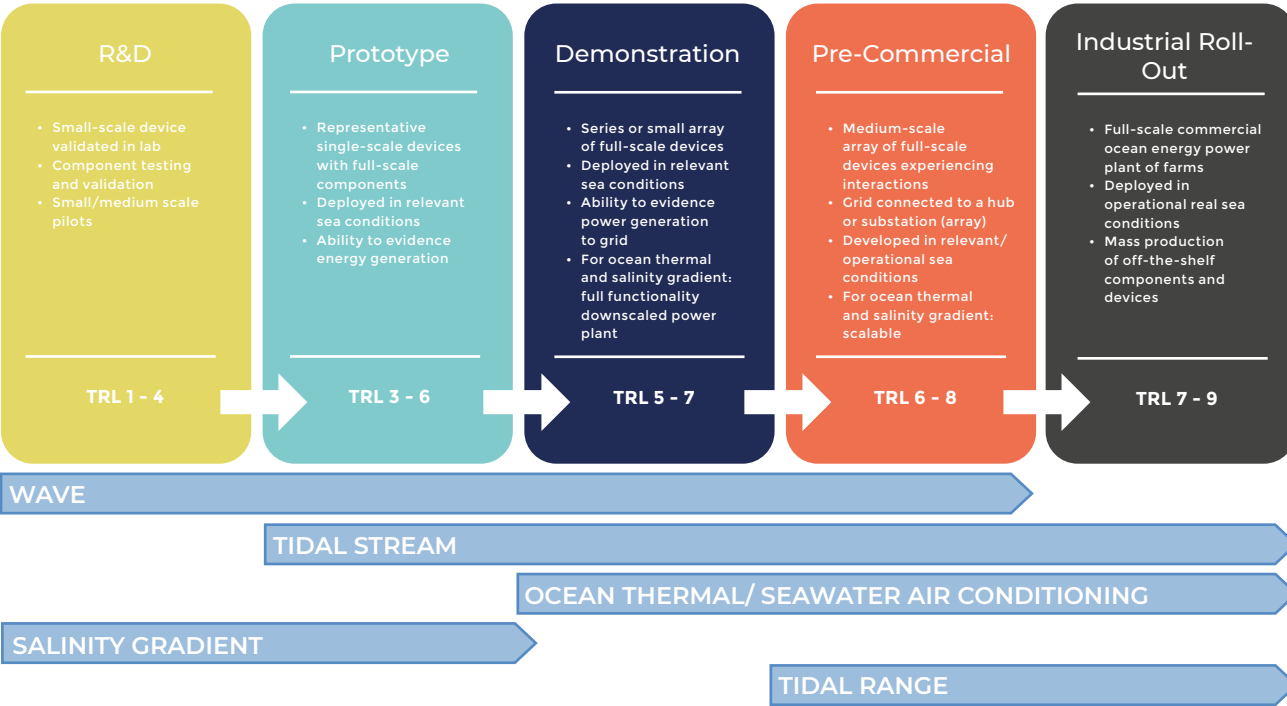 R&D
• Small-scale device
validated in lab
• Component testing
and validation
• Small/medium scale
pilots
TRL 1 - 4
Prototype
• Representative
single-scale devices
with full-scale
components
• Deployed in relevant
sea conditions
• Ability to evidence
energy generation
TRL 3 - 6
Demonstration
• Series or small array
of full-scale devices
• Deployed in relevant
sea conditions
• Ability to evidence
power generation
to grid
• For ocean thermal
and salinity gradient:
full functionality
downscaled power
plant
TRL 5 - 7
Pre-Commercial
• Medium-scale
array of full-scale
devices experiencing
interactions
• Grid connected to a hub
or substation (array)
• Developed in relevant/
operational sea
conditions
• For ocean thermal
and salinity gradient:
scalable
TRL 6 - 8
Industrial Roll-
Out
• Full-scale commercial
ocean energy power
plant of farms
• Deployed in
operational real sea
conditions
• Mass production
of off-the-shelf
components and
devices
TRL 7 - 9
WAVE
TIDAL STREAM
OCEAN THERMAL/ SEAWATER AIR CONDITIONING
SALINITY GRADIENT
TIDAL RANGE